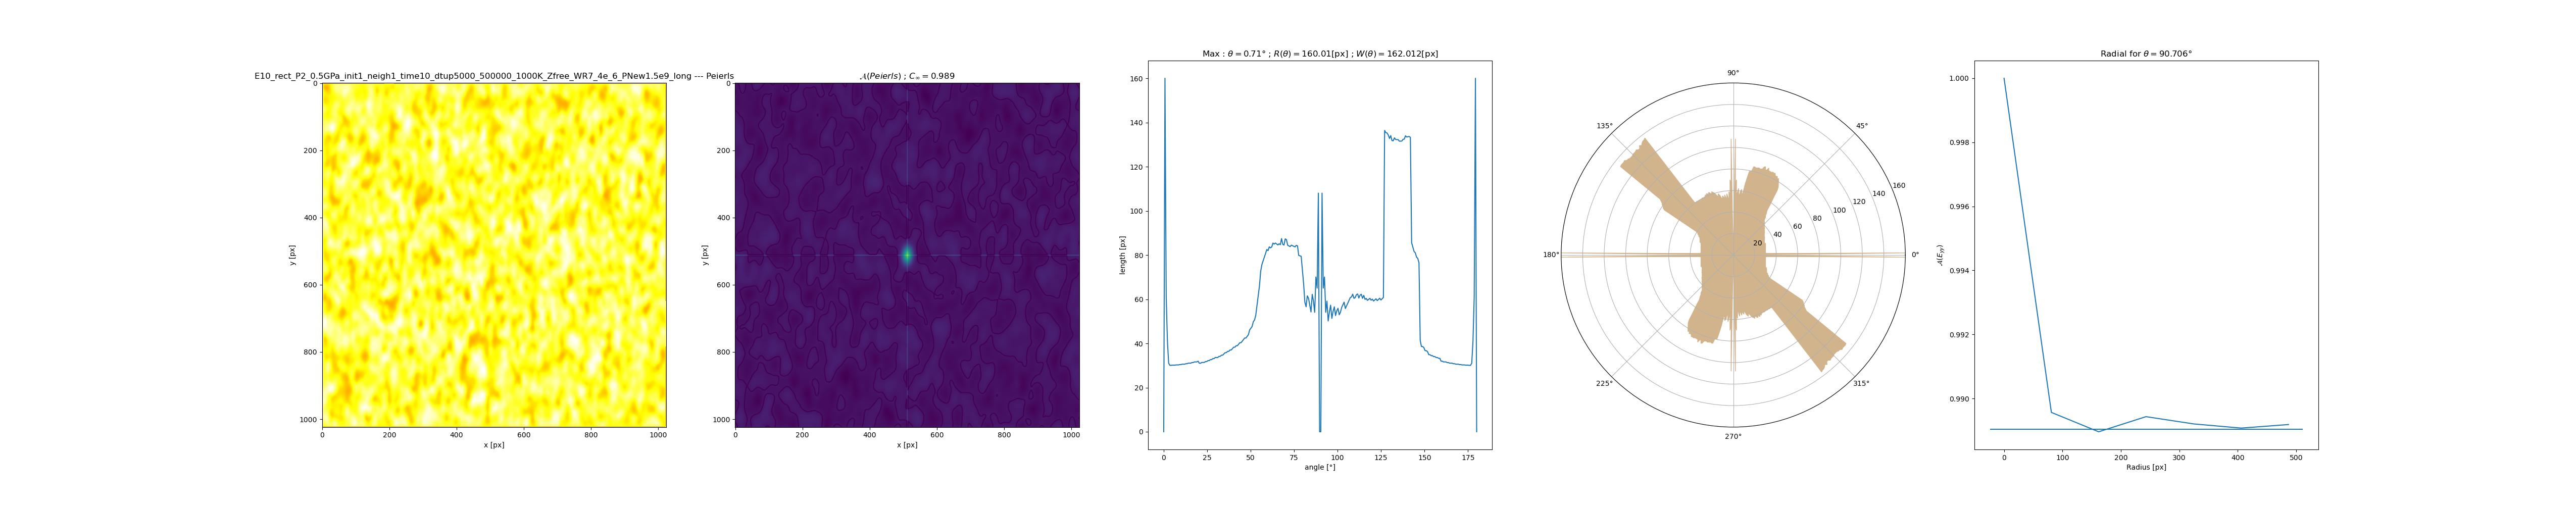 E10_rect_P2_0.5GPa_init1_neigh1_time10_dtup5000_500000_1000K_Zfree_WR7_4e_6_PNew1.5e9_long --- Peierls
0
200
400
600
800
1000
y [px]
0 200 400 600 800 1000
x [px]
𝒜(Peierls) ; C∞ = 0.989
0
200
400
600
800
1000
y [px]
0 200 400 600 800 1000
x [px]
Max : θ = 0.71° ; R(θ) = 160.01[px] ; W(θ) = 162.012[px]
160
140
120
100
80
60
40
20
0
length [px]
0 25 50 75 100 125 150 175
angle [°]
90°
135° 45°
180° 0°
225° 315°
270°
20 40 60 80 100 120 140 160
Radial for θ = 90.706°
1.000
0.998
0.996
0.994
0.992
0.990
𝒜(Eyy)
0 100 200 300 400 500
Radius [px]